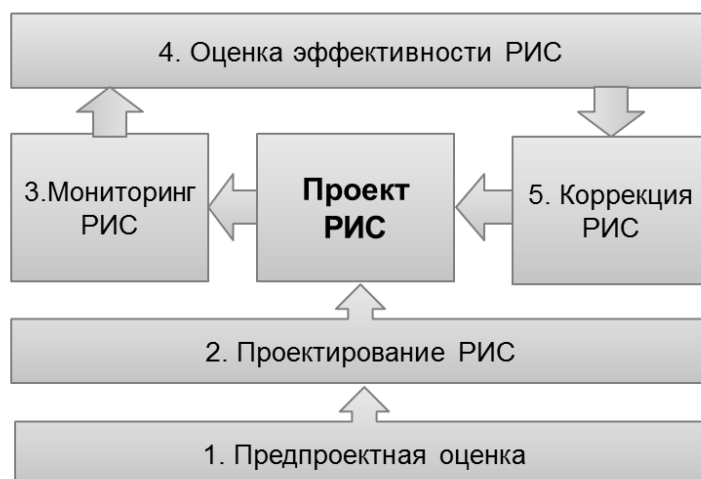 4. Оценка эффективности РИС
3.Мониторинг
РИС
Проект
РИС
5. Коррекция
РИС
2. Проектирование РИС
1. Предпроектная оценка